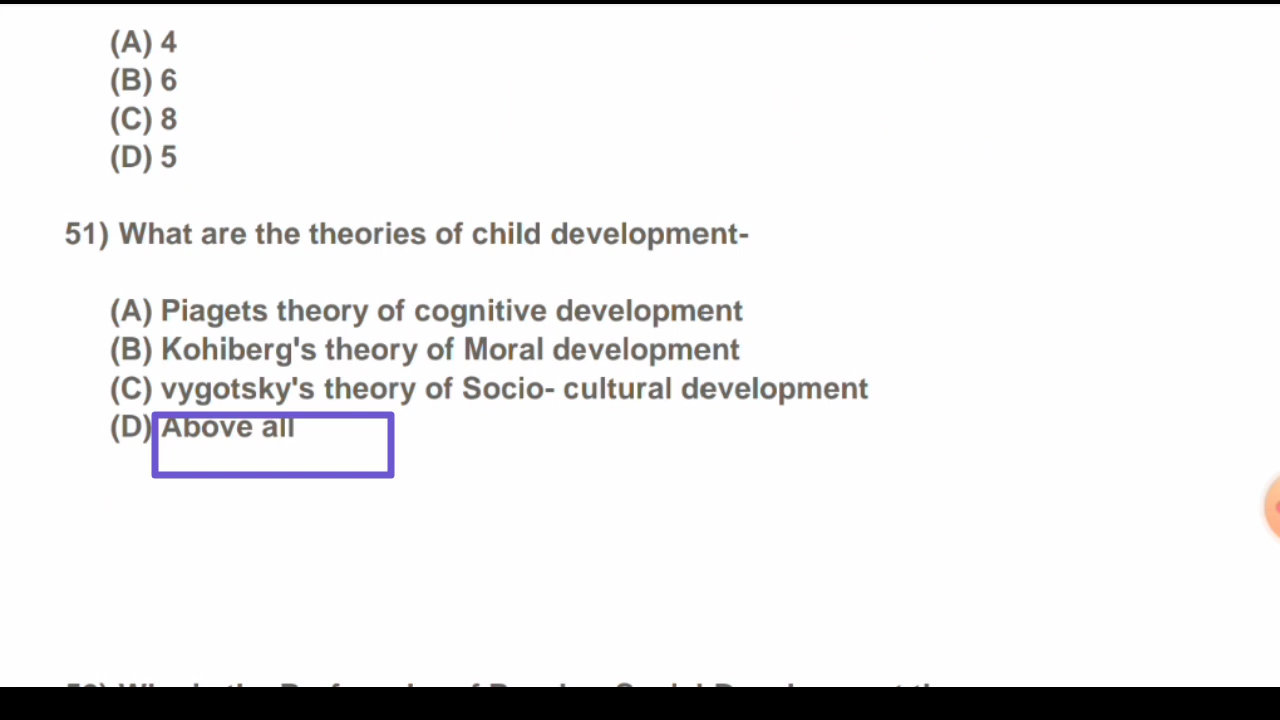 (A) 4
(B) 6
(C) 8
(D) 5
51) What are the theories of child development-
(A) Piagets theory of cognitive development
(B) Kohiberg's theory of Moral development
(C) vygotsky's theory of Socio- cultural development
(D) Above all